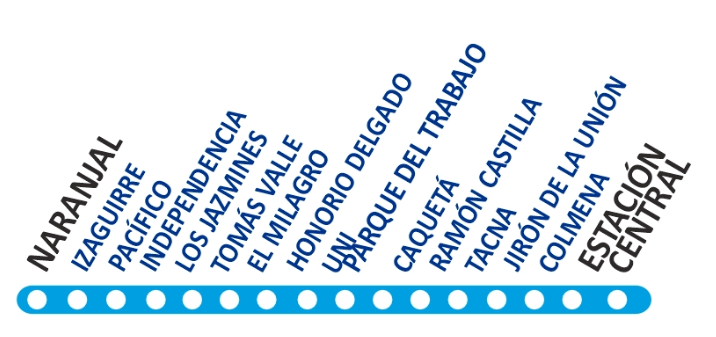 NARANJAL
IZAGUIRRE
PACÍFICO
INDEPENDENCIA
LOS JAZMINES
TOMÁS VALLE
EL MILAGRO
HONORIO DELGADO
UNI
PARQUE DEL TRABAJO
CAQUETÁ
RAMÓN CASTILLA
TACNA
JIRÓN DE LA UNIÓN
COLMENA
ESTACIÓN
CENTRAL